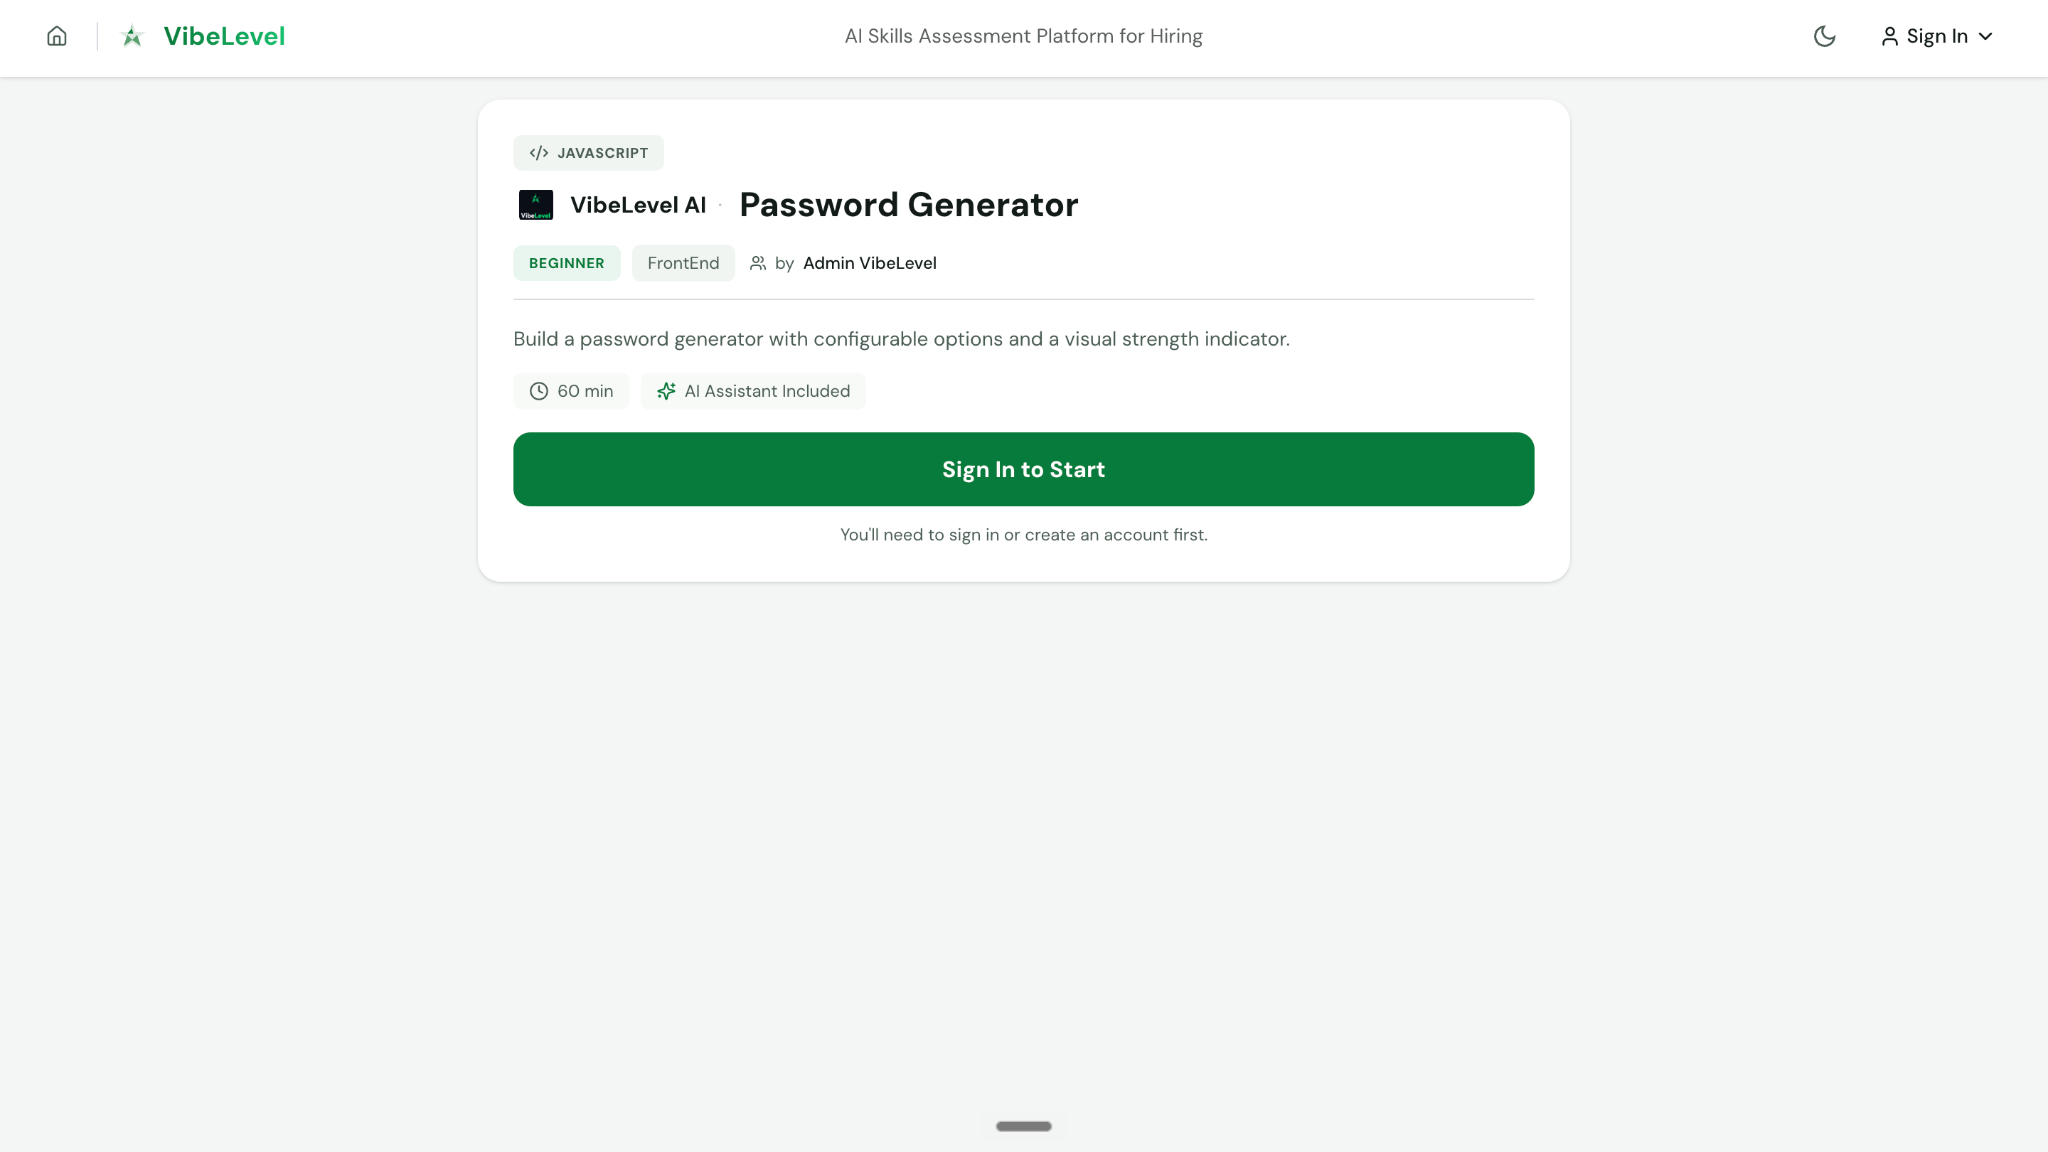 VibeLevel
AI Skills Assessment Platform for Hiring
Sign In
</> JAVASCRIPT
VibeLevel
VibeLevel AI · Password Generator
BEGINNER
FrontEnd
by Admin VibeLevel
Build a password generator with configurable options and a visual strength indicator.
60 min
AI Assistant Included
Sign In to Start
You'll need to sign in or create an account first.